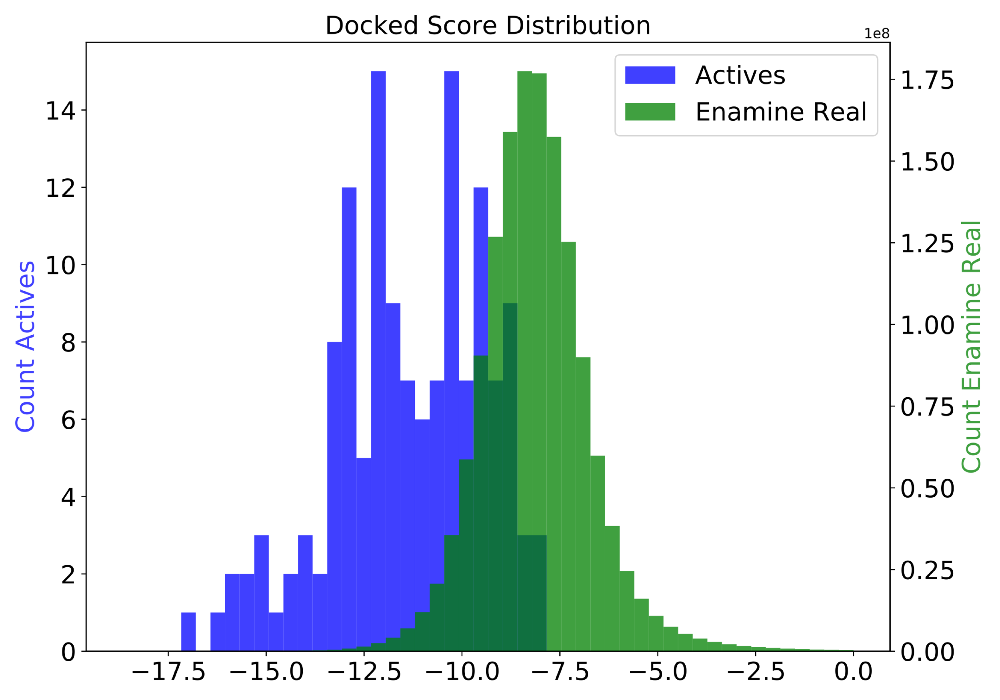 Docked Score Distribution
1e8
Actives
Enamine Real
Count Actives
14
12
10
8
6
4
2
0
1.75
1.50
1.25
1.00
0.75
0.50
0.25
0.00
Count Enamine Real
−17.5 −15.0 −12.5 −10.0 −7.5 −5.0 −2.5 0.0